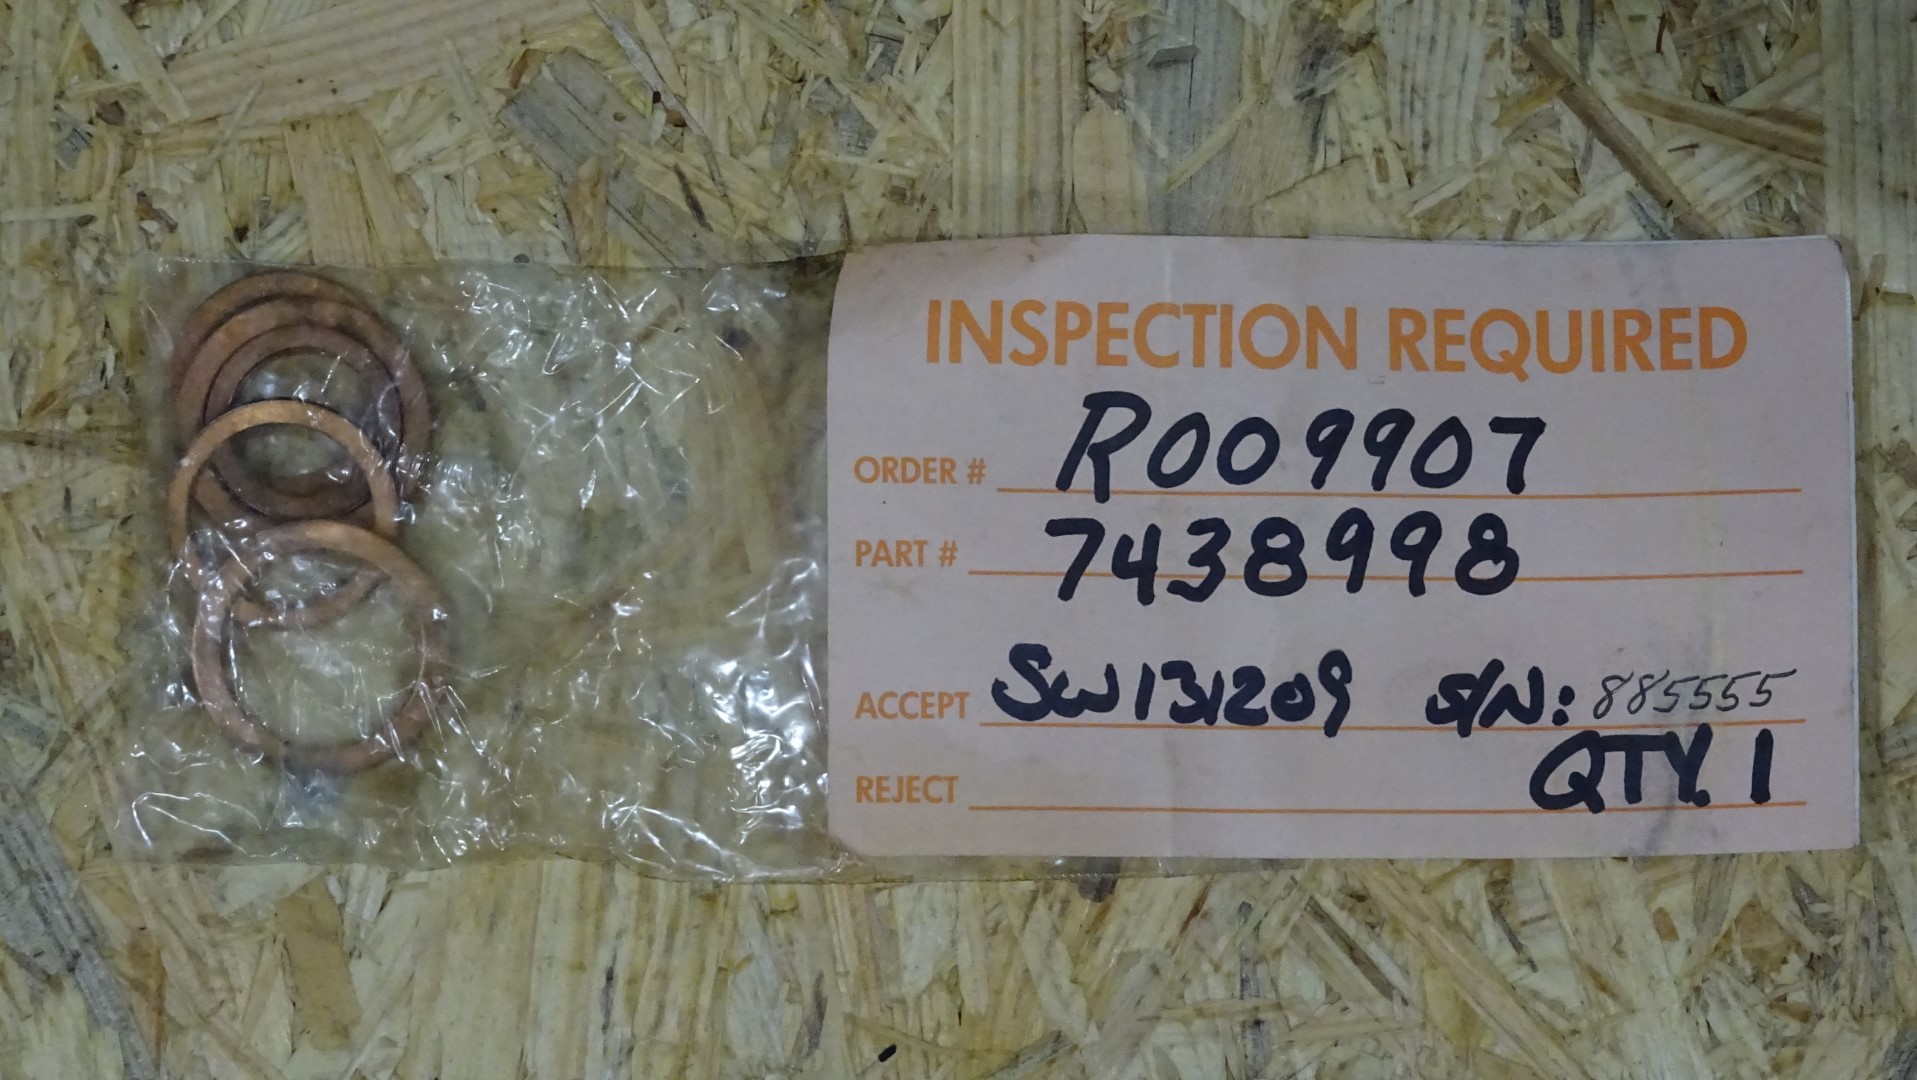 INSPECTION REQUIRED
ORDER # R009907
PART # 7438998
ACCEPT SW131209 S/N: 885555
REJECT QTY. 1